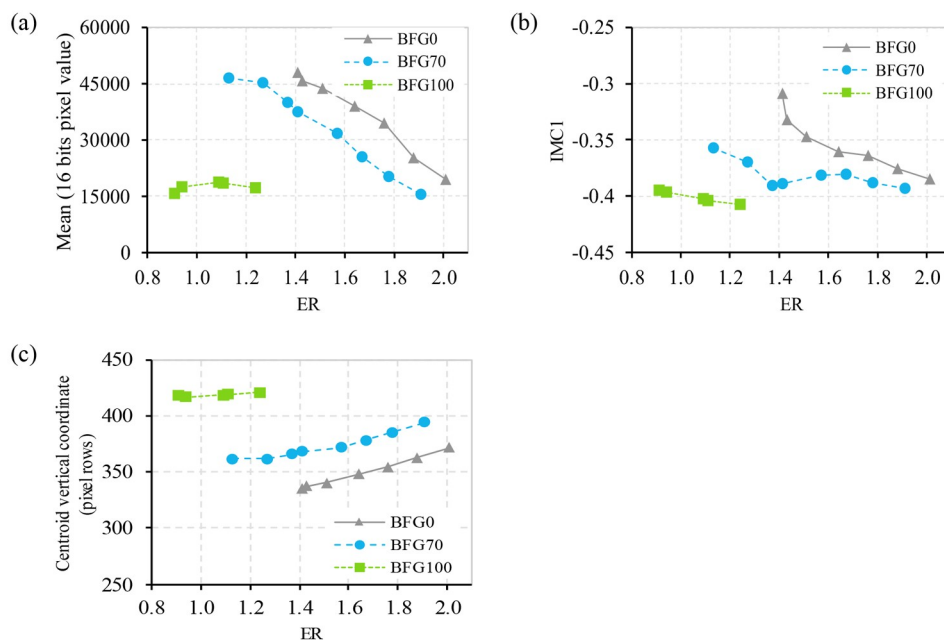 (a)
60000
45000
30000
15000
0
Mean (16 bits pixel value)
BFG0
BFG70
BFG100
0.8 1.0 1.2 1.4 1.6 1.8 2.0
ER
(b)
-0.25
-0.3
-0.35
-0.4
-0.45
IMC1
BFG0
BFG70
BFG100
0.8 1.0 1.2 1.4 1.6 1.8 2.0
ER
(c)
450
400
350
300
250
Centroid vertical coordinate
(pixel rows)
BFG0
BFG70
BFG100
0.8 1.0 1.2 1.4 1.6 1.8 2.0
ER